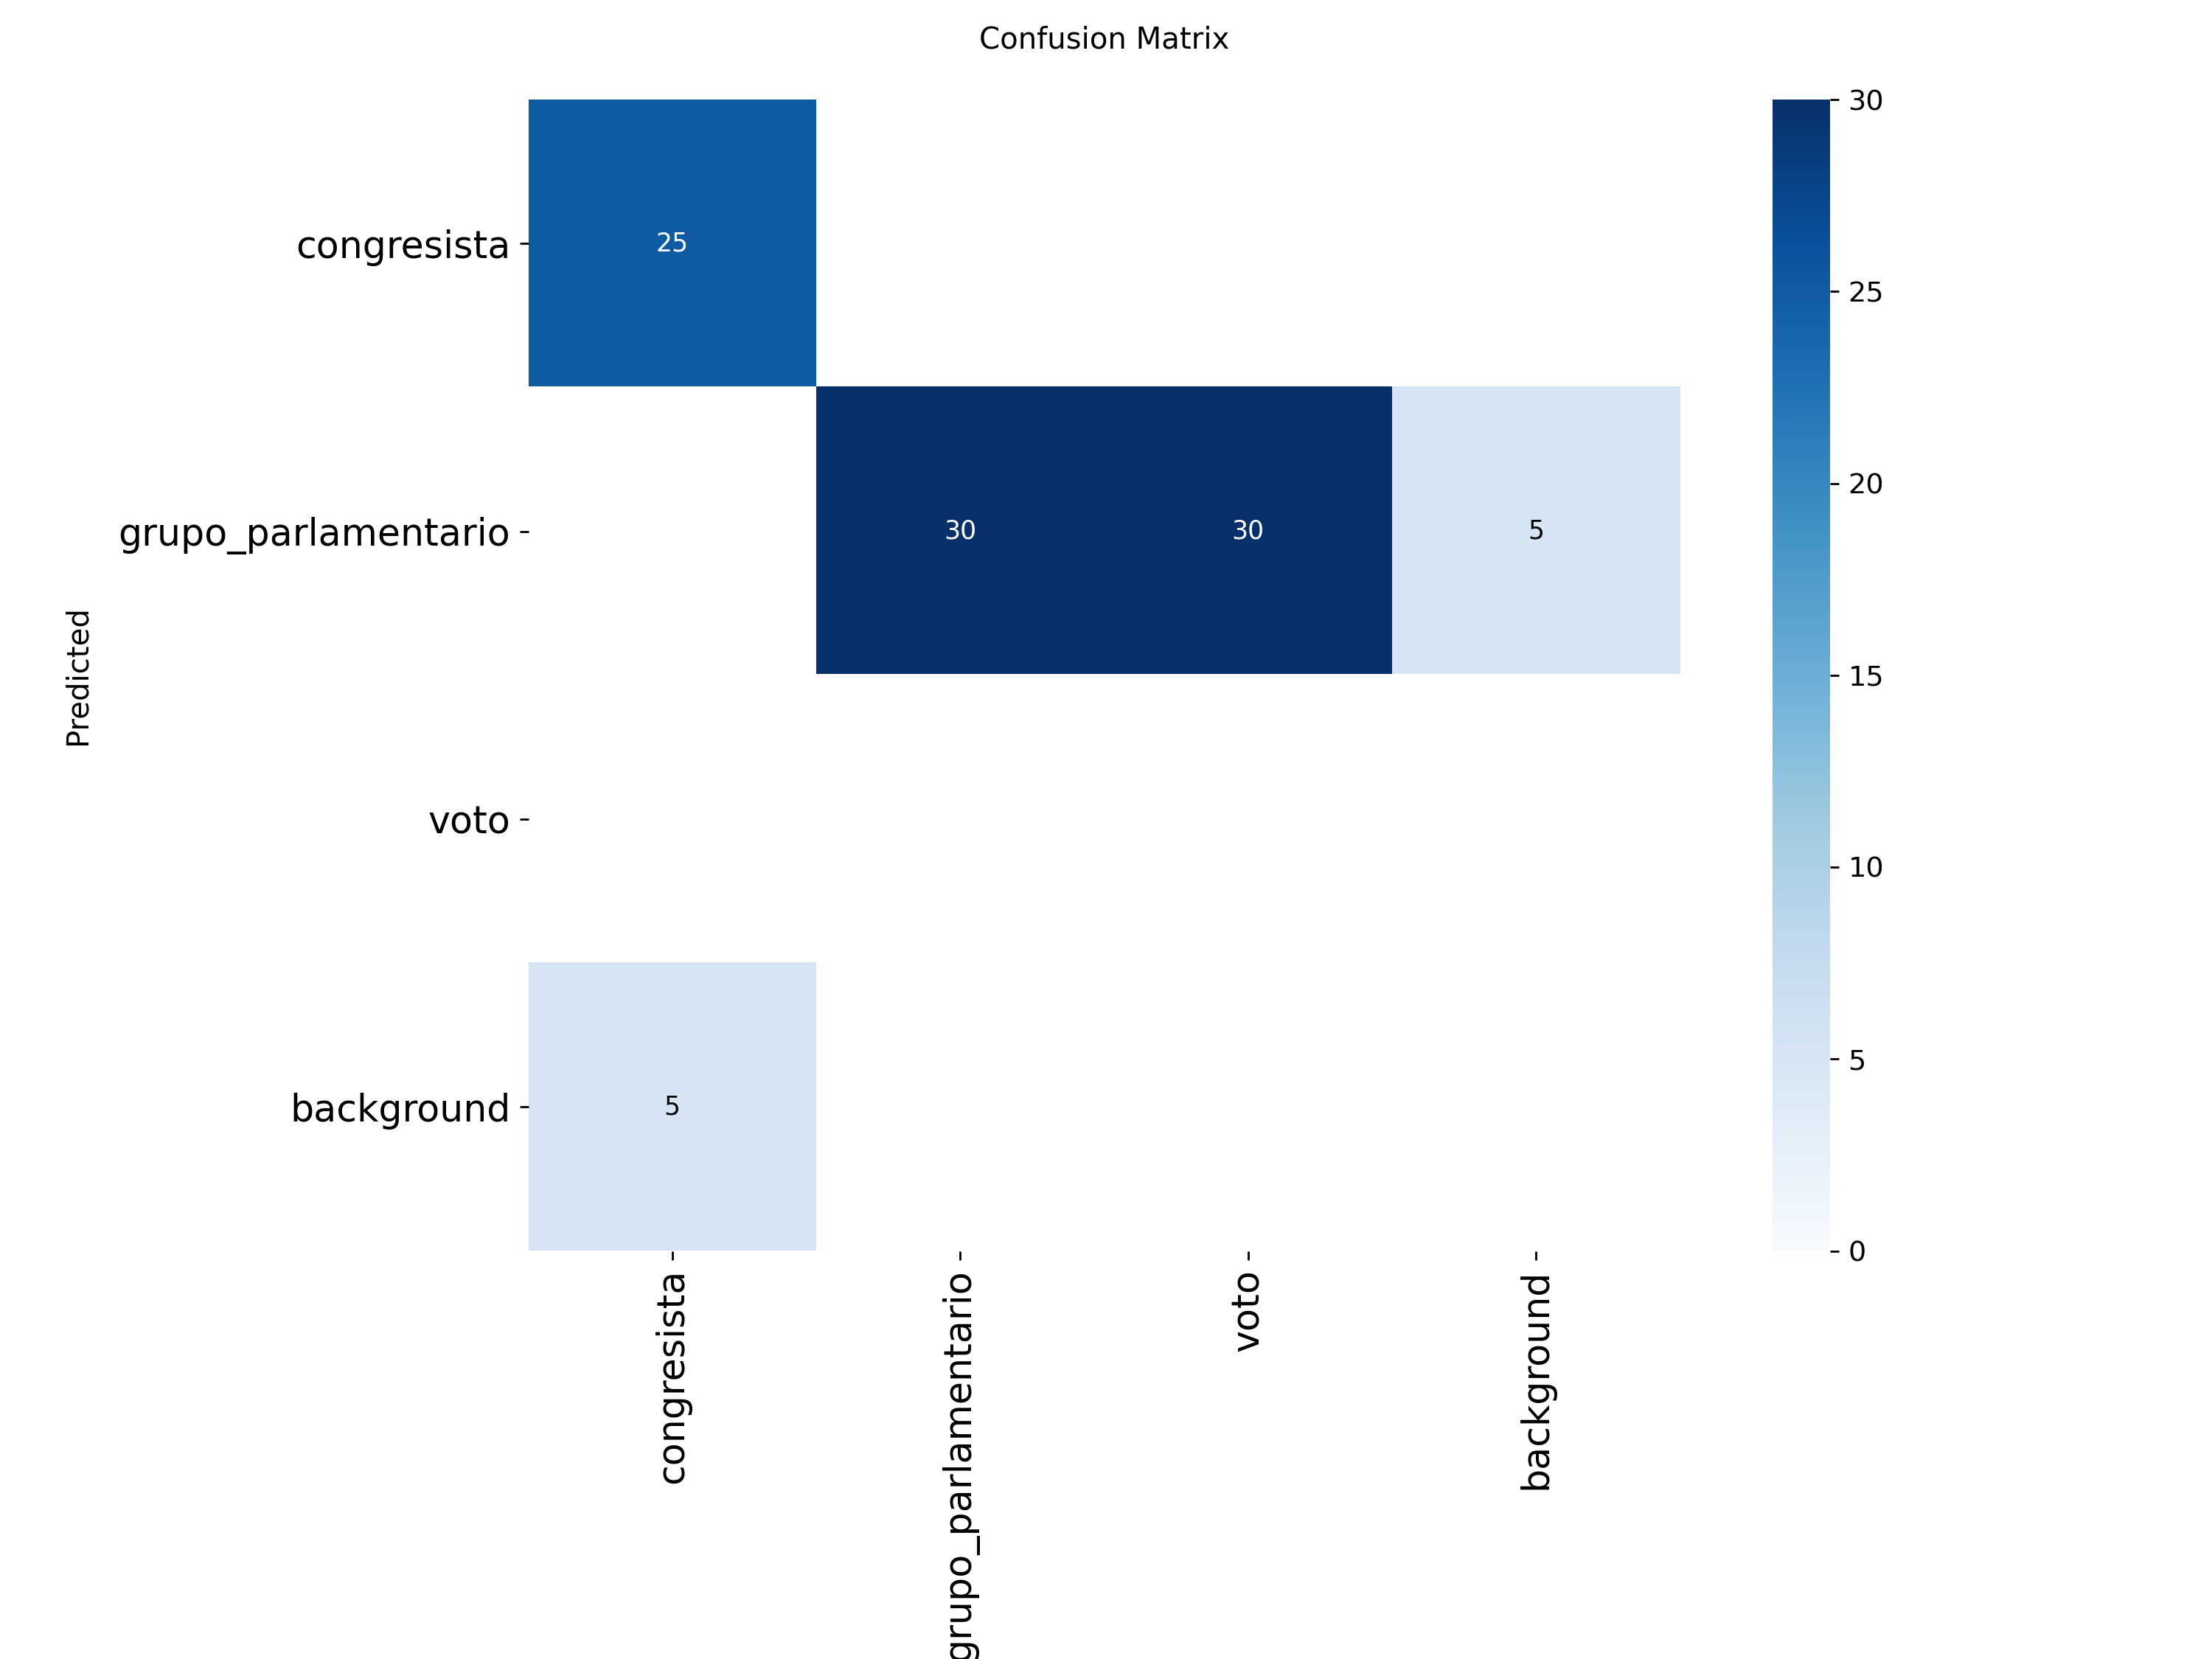 Confusion Matrix
Predicted
congresista
25
grupo_parlamentario
30 30 5
voto
background
5
congresista
grupo_parlamentario
voto
background
30
25
20
15
10
5
0